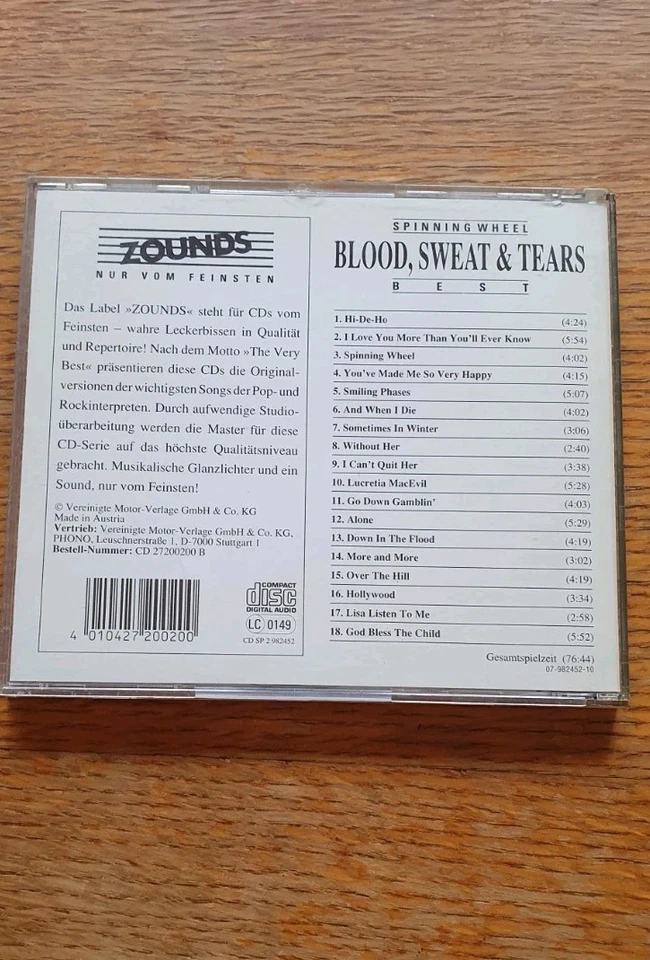 ZOUNDS
NUR VOM FEINSTEN
Das Label »ZOUNDS« steht für CDs vom
Feinsten – wahre Leckerbissen in Qualität
und Repertoire! Nach dem Motto »The Very
Best« präsentieren diese CDs die Original-
versionen der wichtigsten Songs der Pop- und
Rockinterpreten. Durch aufwendige Studio-
überarbeitung werden die Master für diese
CD-Serie auf das höchste Qualitätsniveau
gebracht. Musikalische Glanzlichter und ein
Sound, nur vom Feinsten!
© Vereinigte Motor-Verlage GmbH & Co. KG
Made in Austria
Vertrieb: Vereinigte Motor-Verlage GmbH & Co. KG,
PHONO, Leuschnerstraße 1, D-7000 Stuttgart 1
Bestell-Nummer: CD 27200200 B
4 010427 200200
COMPACT
disc
DIGITAL AUDIO
LC 0149
CD SP 2 982452
SPINNING WHEEL
BLOOD, SWEAT & TEARS
BEST
1. Hi-De-Ho (4:24)
2. I Love You More Than You'll Ever Know (5:54)
3. Spinning Wheel (4:02)
4. You've Made Me So Very Happy (4:15)
5. Smiling Phases (5:07)
6. And When I Die (4:02)
7. Sometimes In Winter (3:06)
8. Without Her (2:40)
9. I Can't Quit Her (3:38)
10. Lucretia MacEvil (5:28)
11. Go Down Gamblin' (4:03)
12. Alone (5:29)
13. Down In The Flood (4:19)
14. More and More (3:02)
15. Over The Hill (4:19)
16. Hollywood (3:34)
17. Lisa Listen To Me (2:58)
18. God Bless The Child (5:52)
Gesamtspielzeit (76:44)
07-982452-10